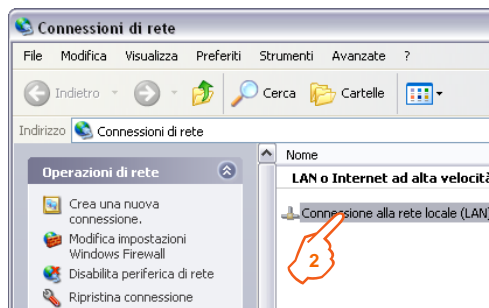 Connessioni di rete
File Modifica Visualizza Preferiti Strumenti Avanzate ?
Indietro Cerca Cartelle
Indirizzo Connessioni di rete
Nome
Operazioni di rete
LAN o Internet ad alta velocità
Crea una nuova
connessione.
Connessione alla rete locale (LAN)
Modifica impostazioni
Windows Firewall
2
Disabilita periferica di rete
Ripristina connessione